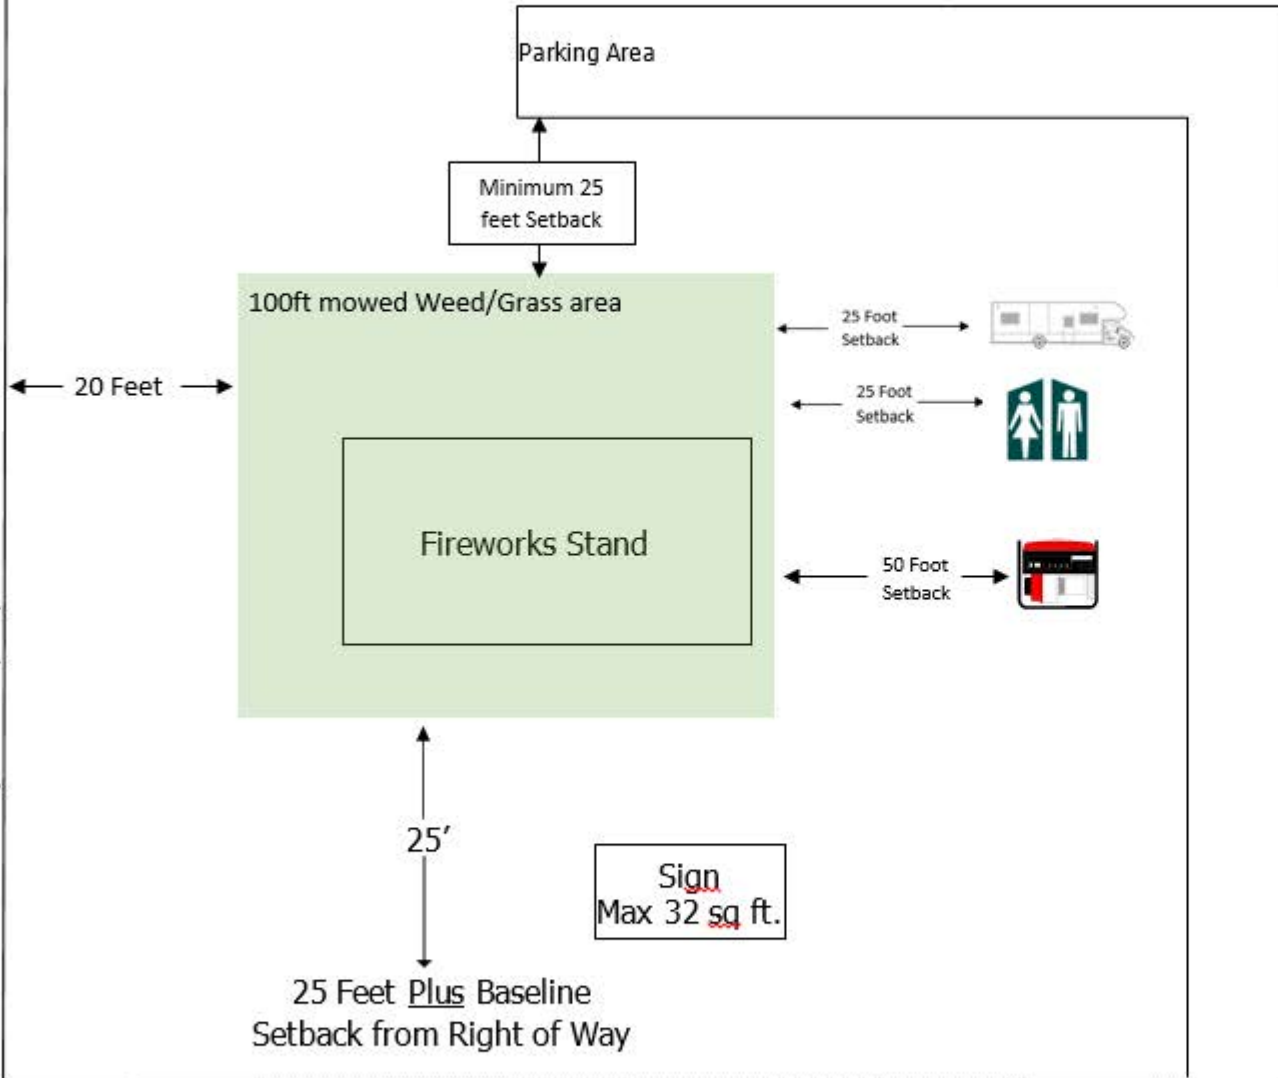 Parking Area
Minimum 25
feet Setback
100ft mowed Weed/Grass area
25 Foot
Setback
20 Feet
25 Foot
Setback
Fireworks Stand
50 Foot
Setback
25′
Sign
Max 32 sq ft.
25 Feet Plus Baseline
Setback from Right of Way